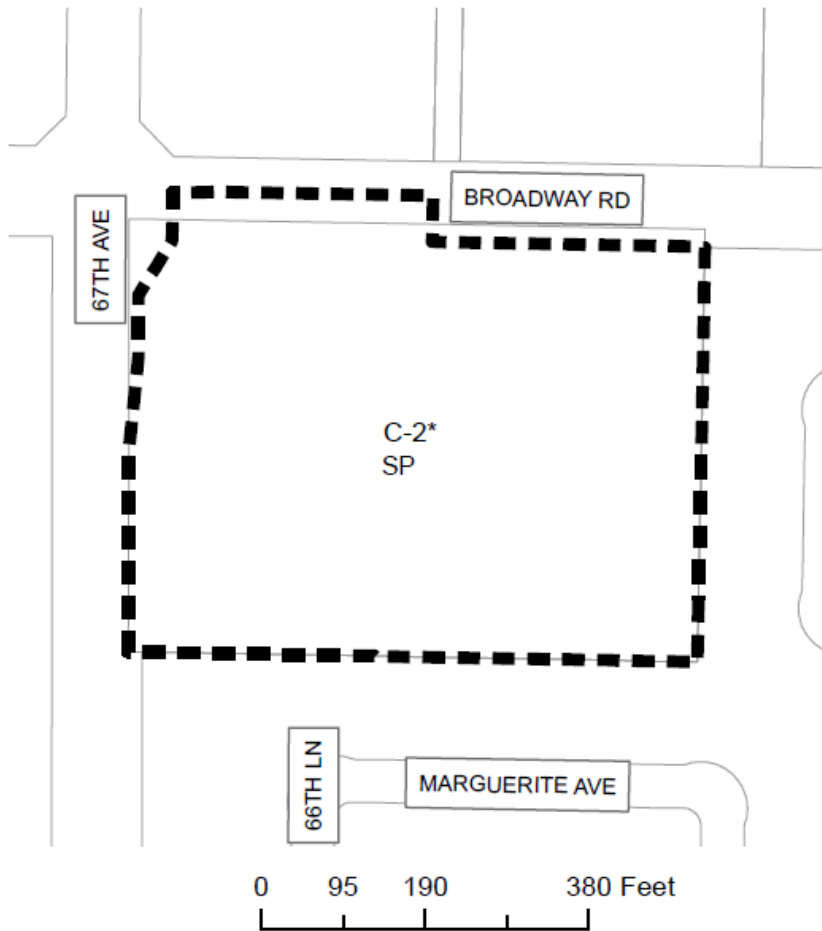 BROADWAY RD
67TH AVE
C-2*
SP
66TH LN
MARGUERITE AVE
0 95 190 380 Feet